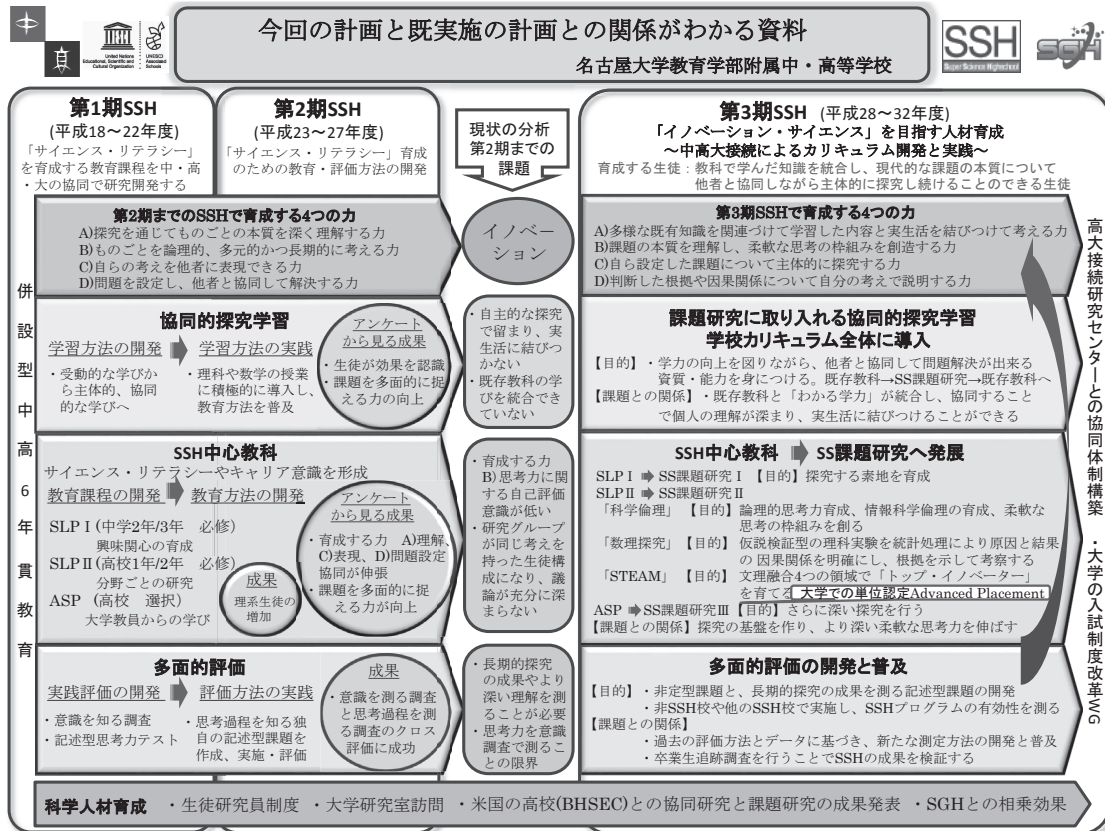 今回の計画と既実施の計画との関係がわかる資料
名古屋大学教育学部附属中・高等学校
United Nations
Educational, Scientific and
Cultural Organization
UNESCO
Associated
Schools
SSH
Super Science Highschool
SGH
第1期SSH
(平成18～22年度)
「サイエンス・リテラシー」
を育成する教育課程を中・高
・大の協同で研究開発する
第2期SSH
(平成23～27年度)
「サイエンス・リテラシー」育成
のための教育・評価方法の開発
現状の分析
第2期までの
課題
第3期SSH (平成28～32年度)
「イノベーション・サイエンス」を目指す人材育成
～中高大接続によるカリキュラム開発と実践～
育成する生徒：教科で学んだ知識を統合し、現代的な課題の本質について
他者と協同しながら主体的に探究し続けることのできる生徒
併設型中高6年一貫教育
第2期までのSSHで育成する4つの力
A)探究を通じてものごとの本質を深く理解する力
B)ものごとを論理的、多元的かつ長期的に考える力
C)自らの考えを他者に表現できる力
D)問題を設定し、他者と協同して解決する力
イノベー
ション
第3期SSHで育成する4つの力
A)多様な既有知識を関連づけて学習した内容と実生活を結びつけて考える力
B)課題の本質を理解し、柔軟な思考の枠組みを創造する力
C)自ら設定した課題について主体的に探究する力
D)判断した根拠や因果関係について自分の考えで説明する力
協同的探究学習
学習方法の開発
学習方法の実践
・受動的な学びか
ら主体的、協同
的な学びへ
・理科や数学の授業
に積極的に導入し、
教育方法を普及
アンケート
から見る成果
・生徒が効果を認識
・課題を多面的に捉
える力の向上
・自主的な探究
で留まり、実
生活に結びつ
かない
・既存教科の学
びを統合でき
ていない
課題研究に取り入れる協同的探究学習
学校カリキュラム全体に導入
【目的】・学力の向上を図りながら、他者と協同して問題解決が出来る
資質・能力を身につける。既存教科→SS課題研究→既存教科へ
【課題との関係】・既存教科と「わかる学力」が統合し、協同すること
で個人の理解が深まり、実生活に結びつけることができる
SSH中心教科
サイエンス・リテラシーやキャリア意識を形成
教育課程の開発
教育方法の開発
SLPⅠ(中学2年/3年 必修)
興味関心の育成
SLPⅡ(高校1年/2年 必修)
分野ごとの研究
ASP (高校 選択)
大学教員からの学び
成果
理系生徒の
増加
アンケート
から見る成果
・育成する力 A)理解、
C)表現、D)問題設定
協同が伸張
・課題を多面的に捉
える力が向上
・育成する力
B)思考力に関
する自己評価
意識が低い
・研究グループ
が同じ考えを
持った生徒構
成になり、議
論が充分に深
まらない
SSH中心教科 SS課題研究へ発展
SLPⅠ SS課題研究Ⅰ 【目的】探究する素地を育成
SLPⅡ SS課題研究Ⅱ
「科学倫理」【目的】論理的思考力育成、情報科学倫理の育成、柔軟な
思考の枠組みを創る
「数理探究」【目的】仮説検証型の理科実験を統計処理により原因と結果
の 因果関係を明確にし、根拠を示して考察する
「STEAM」【目的】文理融合4つの領域で「トップ・イノベーター」
を育てる 大学での単位認定Advanced Placement
ASP SS課題研究Ⅲ【目的】さらに深い探究を行う
【課題との関係】探究の基盤を作り、より深い柔軟な思考力を伸ばす
多面的評価
実践評価の開発
評価方法の実践
・意識を知る調査
・記述型思考力テスト
・思考過程を知る独
自の記述型課題を
作成、実施・評価
成果
・意識を測る調査
と思考過程を測
る調査のクロス
評価に成功
・長期的探究
の成果やより
深い理解を測
ることが必要
・思考力を意識
調査で測るこ
との限界
多面的評価の開発と普及
【目的】・非定型課題と、長期的探究の成果を測る記述型課題の開発
・非SSH校や他のSSH校で実施し、SSHプログラムの有効性を測る
【課題との関係】
・過去の評価方法とデータに基づき、新たな測定方法の開発と普及
・卒業生追跡調査を行うことでSSHの成果を検証する
高大接続研究センターとの協同体制構築 ・大学の入試制度改革WG
科学人材育成 ・生徒研究員制度 ・大学研究室訪問 ・米国の高校(BHSEC)との協同研究と課題研究の成果発表 ・SGHとの相乗効果